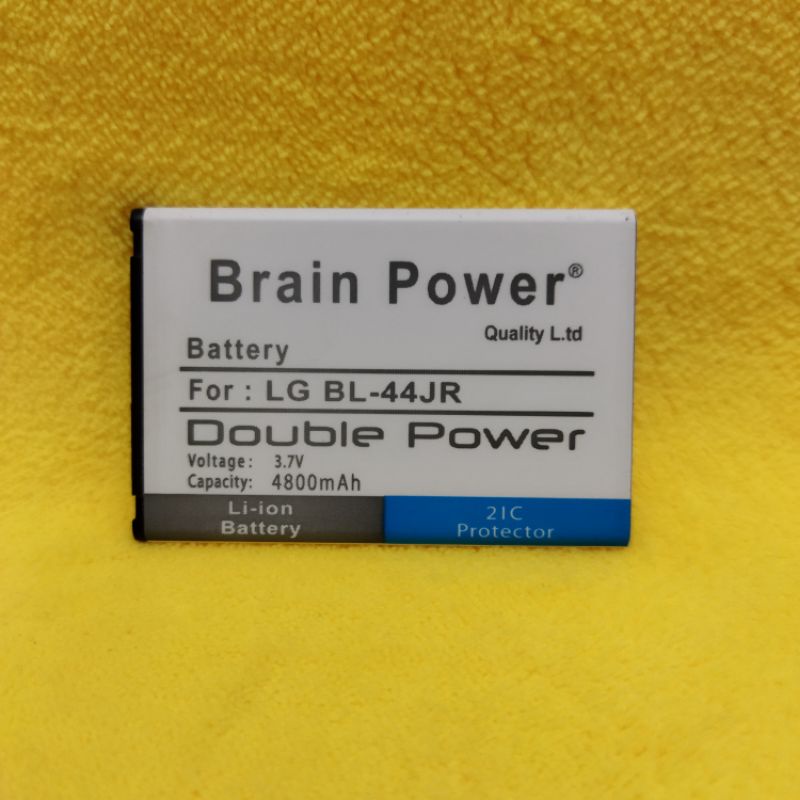 Brain Power®
Quality L.td
Battery
For : LG BL-44JR
Double Power
Voltage: 3.7V
Capacity: 4800mAh
Li-ion
Battery
2IC
Protector